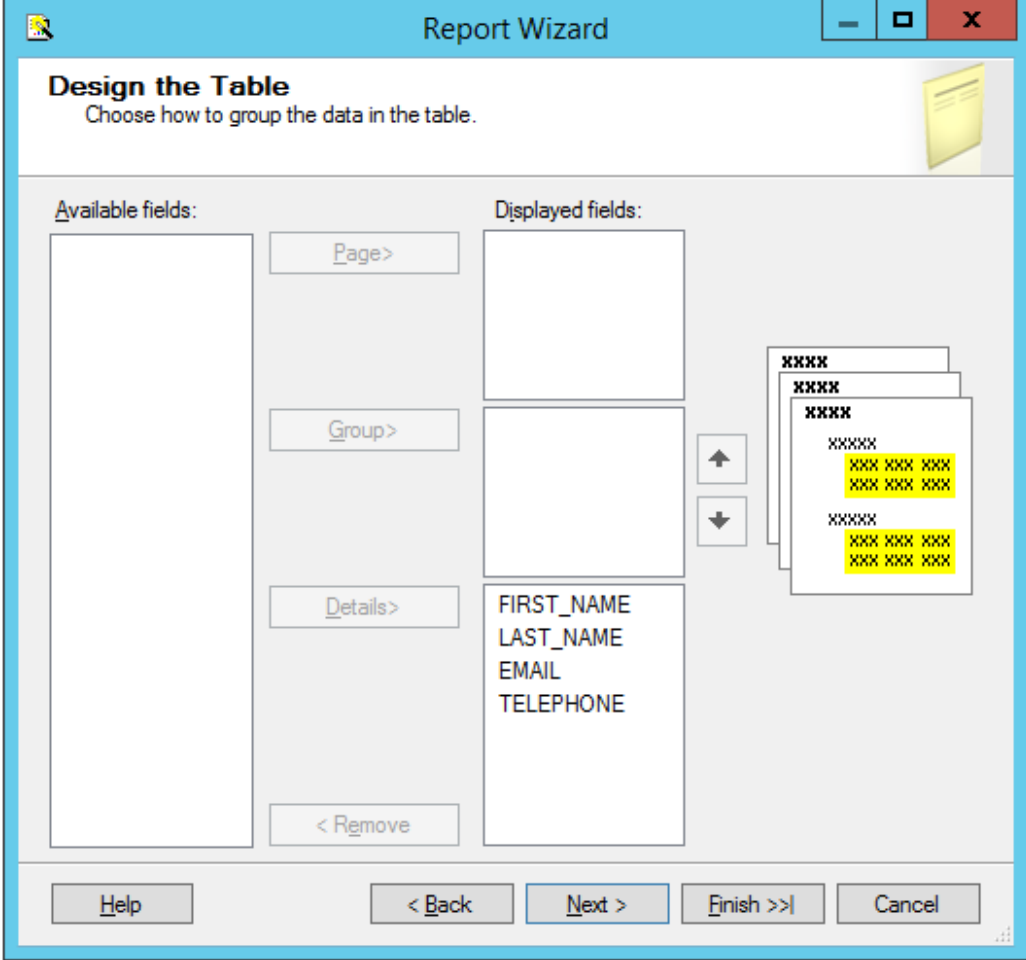 Report Wizard
Design the Table
Choose how to group the data in the table.
Available fields:
Displayed fields:
Page>
Group>
Details>
< Remove
FIRST_NAME
LAST_NAME
EMAIL
TELEPHONE
xxxx
xxxx
xxxx
xxxxx
xxx xxx xxx
xxx xxx xxx
xxxxx
xxx xxx xxx
xxx xxx xxx
Help
< Back
Next >
Finish >>|
Cancel